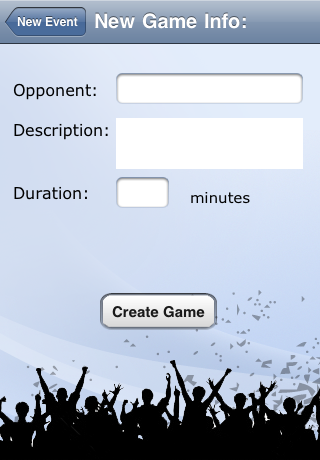 New Event
New Game Info:
Opponent:
Description:
Duration:
minutes
Create Game